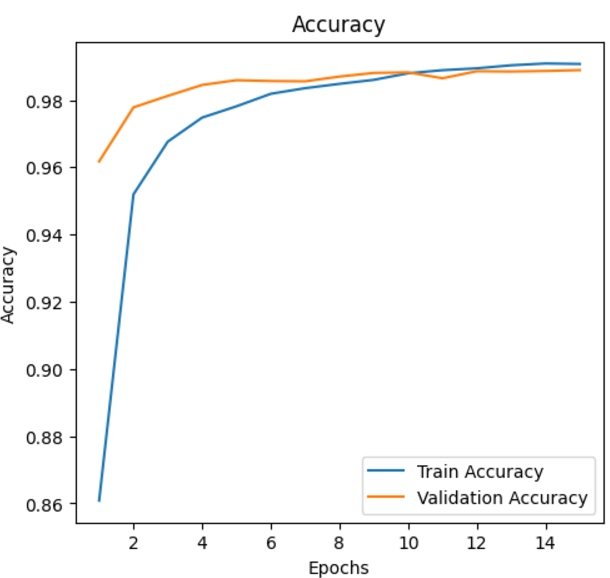 Accuracy
Accuracy
0.98
0.96
0.94
0.92
0.90
0.88
0.86
2 4 6 8 10 12 14
Epochs
Train Accuracy
Validation Accuracy